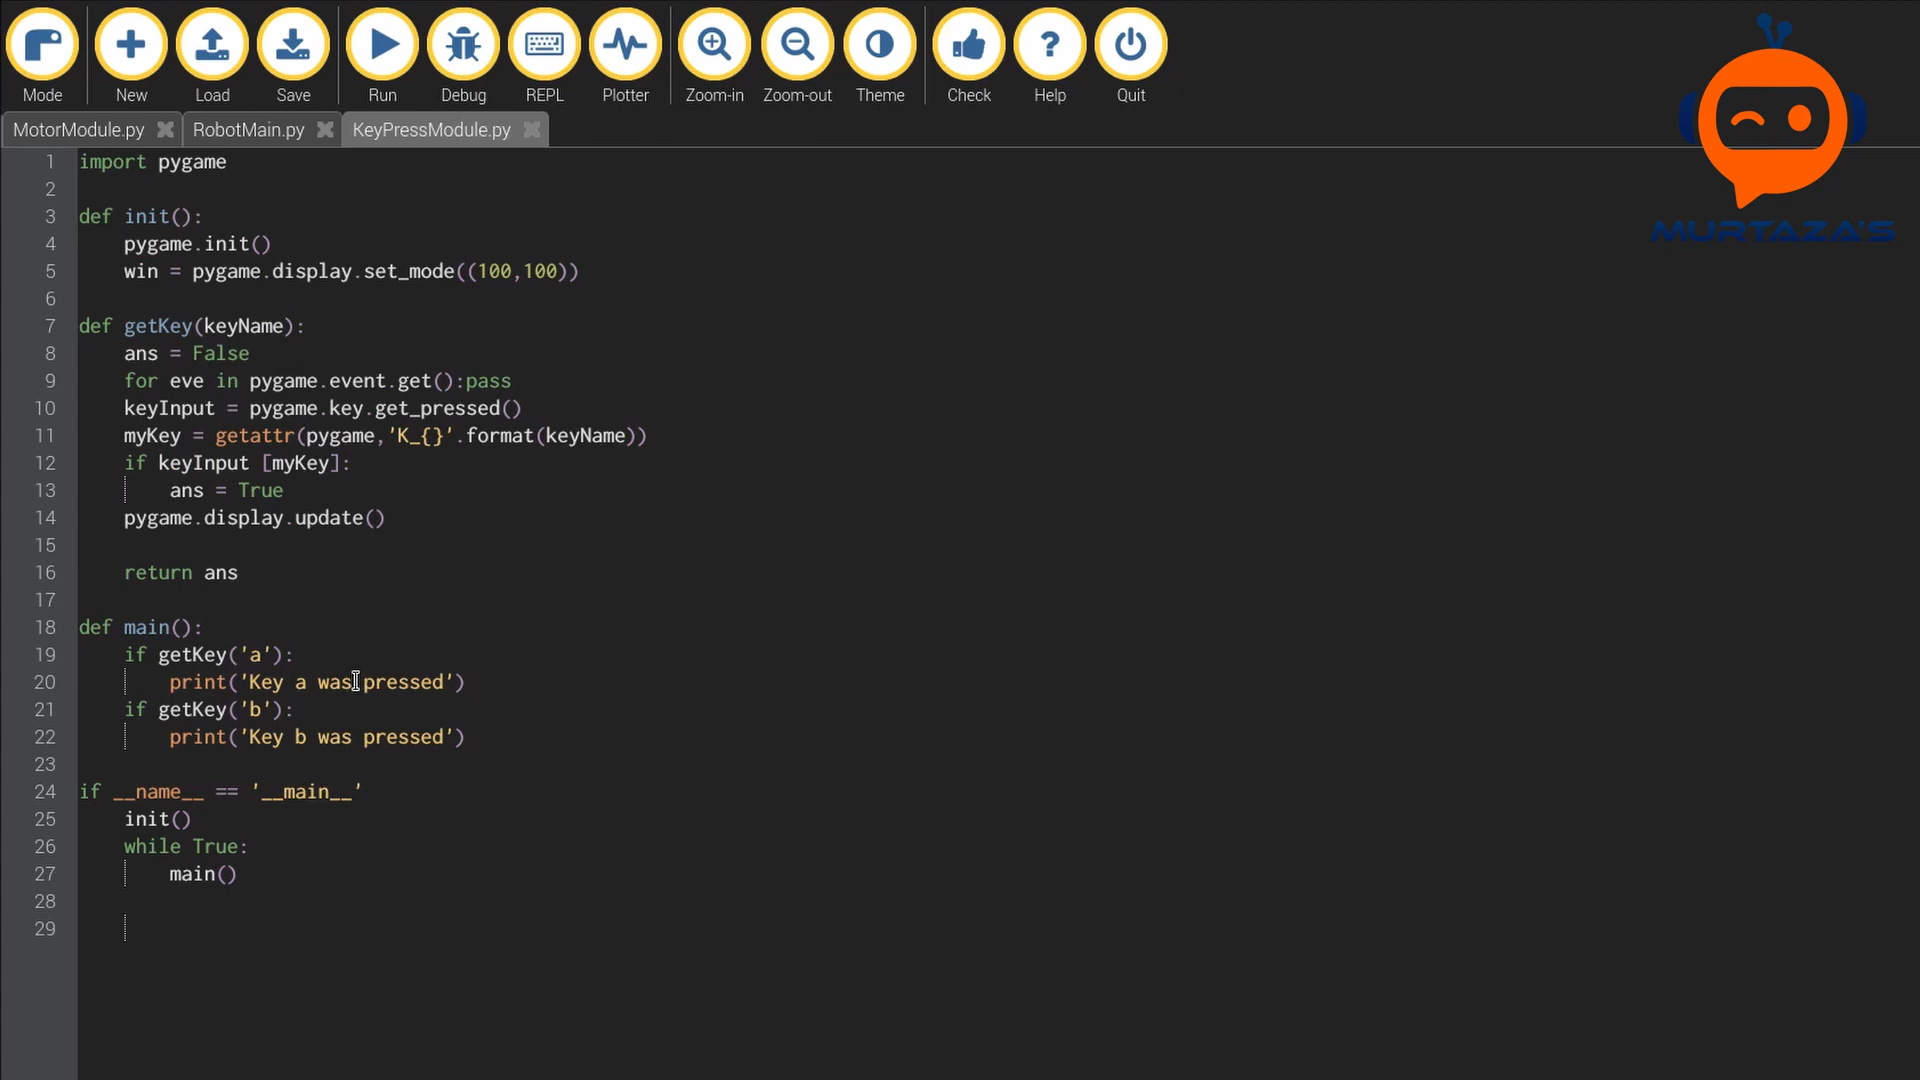 Mode New Load Save Run Debug REPL Plotter Zoom-in Zoom-out Theme Check Help Quit
MURTAZA'S
MotorModule.py RobotMain.py KeyPressModule.py
1 import pygame
2
3 def init():
4     pygame.init()
5     win = pygame.display.set_mode((100,100))
6
7 def getKey(keyName):
8     ans = False
9     for eve in pygame.event.get():pass
10     keyInput = pygame.key.get_pressed()
11     myKey = getattr(pygame,'K_{}'.format(keyName))
12     if keyInput [myKey]:
13         ans = True
14     pygame.display.update()
15
16     return ans
17
18 def main():
19     if getKey('a'):
20         print('Key a was pressed')
21     if getKey('b'):
22         print('Key b was pressed')
23
24 if __name__ == '__main__'
25     init()
26     while True:
27         main()
28
29